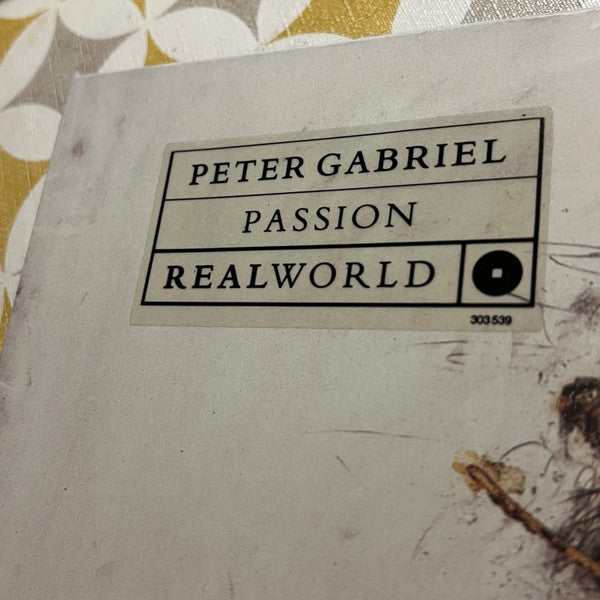 PETER GABRIEL
PASSION
REALWORLD
303 539